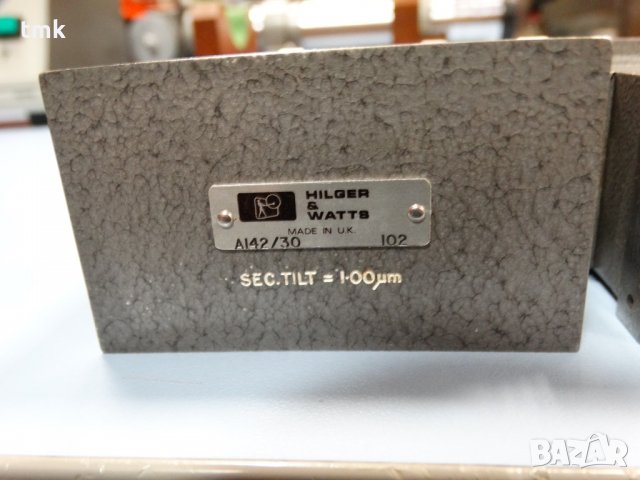 tmk
HILGER
&
WATTS
MADE IN U.K.
A142/30 102
SEC.TILT = 1·00µm
BAZAR